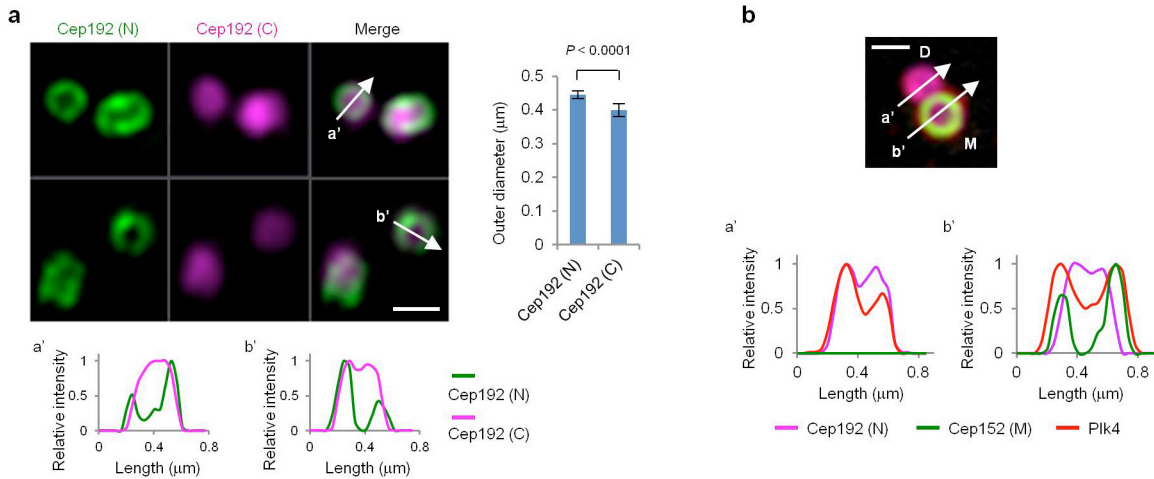 a
Cep192 (N) Cep192 (C) Merge
a'
b'
P < 0.0001
0.5
0.4
0.3
0.2
0.1
0
Outer diameter (μm)
Cep192 (N)
Cep192 (C)
a'
Relative intensity
1
0.5
0
0 0.4 0.8
Length (μm)
b'
Relative intensity
1
0.5
0
0 0.4 0.8
Length (μm)
Cep192 (N)
Cep192 (C)
b
D
a'
b'
M
a'
Relative intensity
1
0.5
0
0 0.4 0.8
Length (μm)
b'
Relative intensity
1
0.5
0
0 0.4 0.8
Length (μm)
Cep192 (N) Cep152 (M) Plk4